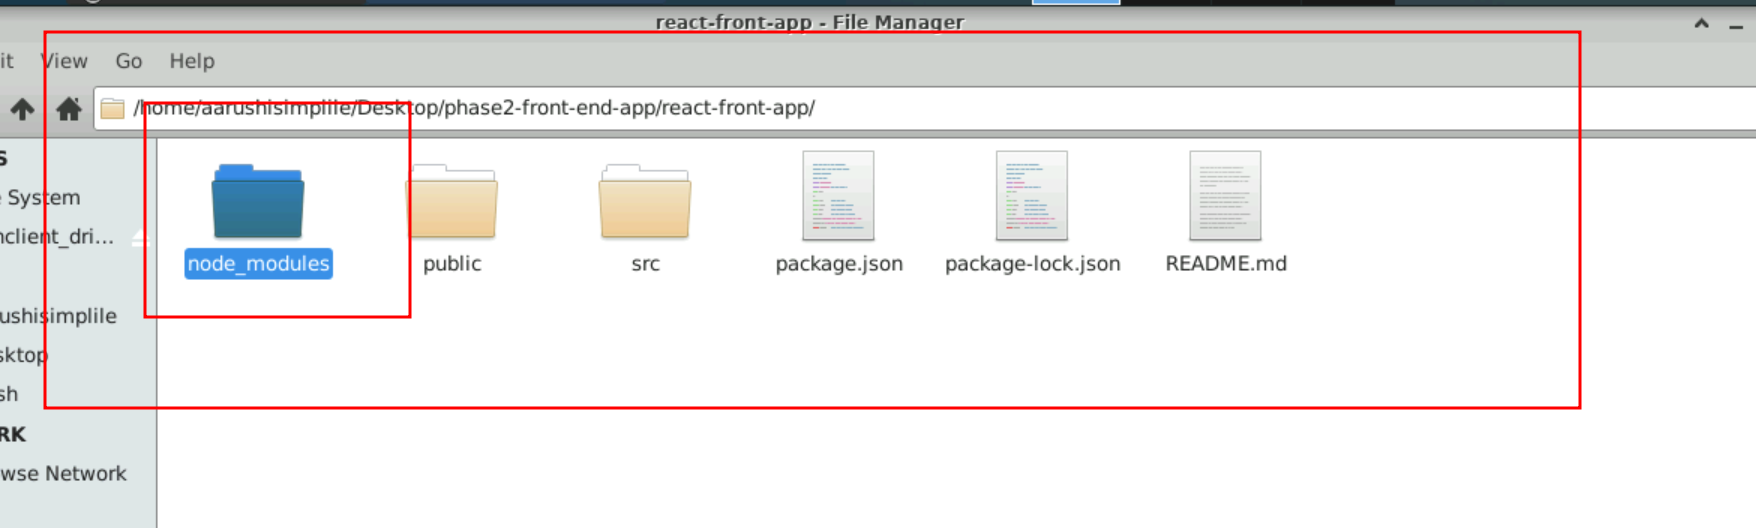 react-front-app - File Manager
it View Go Help
/home/aarushisimplile/Desktop/phase2-front-end-app/react-front-app/
S
System
client_dri...
ushisimplile
sktop
sh
RK
wse Network
node_modules public src package.json package-lock.json README.md